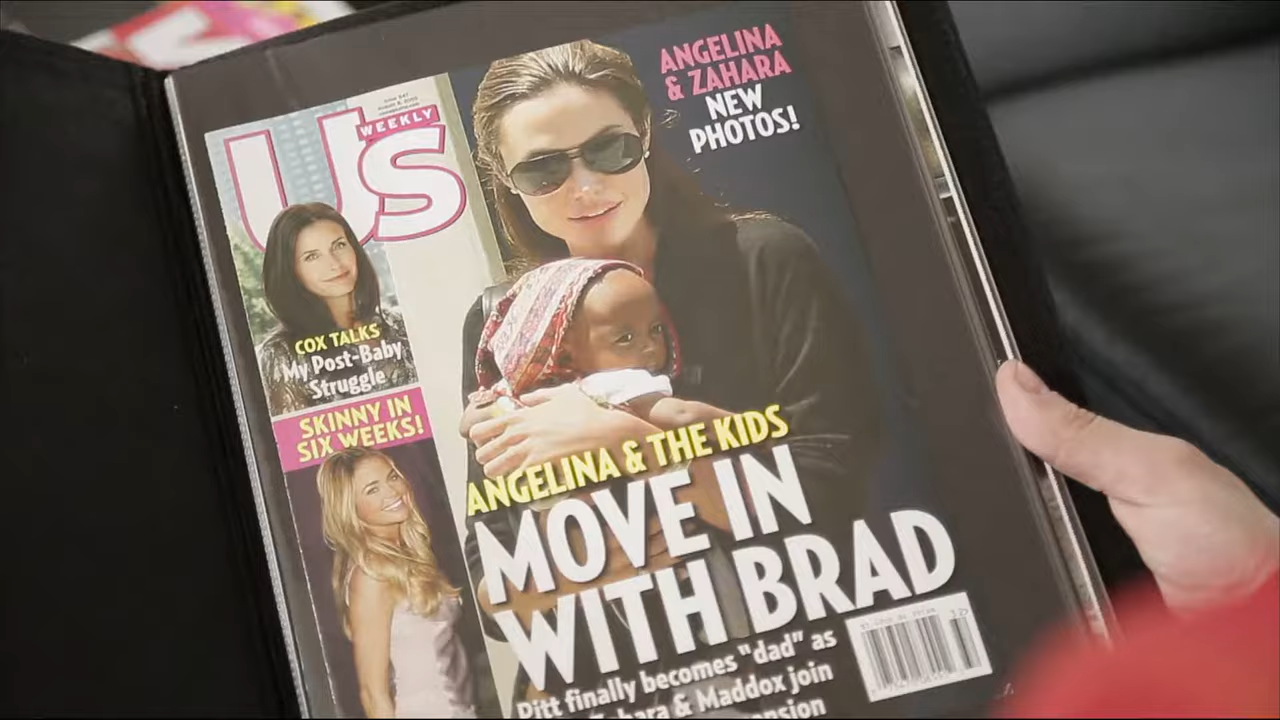 US
WEEKLY
ANGELINA
& ZAHARA
NEW
PHOTOS!
COX TALKS
My Post-Baby
Struggle
SKINNY IN
SIX WEEKS!
ANGELINA & THE KIDS
MOVE IN
WITH BRAD
Pitt finally becomes "dad" as
Zahara & Maddox join